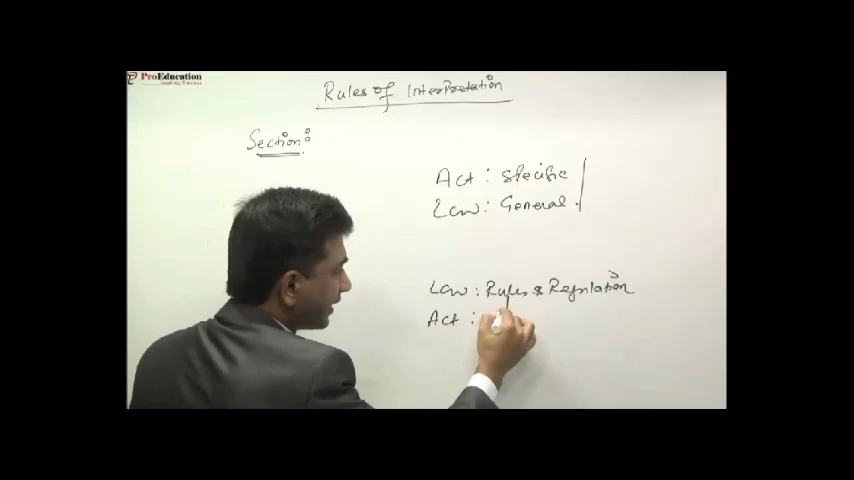 ProEducation
Rules of Interpretation
Section:
Act : Specific
Law : General.
Law : Rules & Regulation
Act :